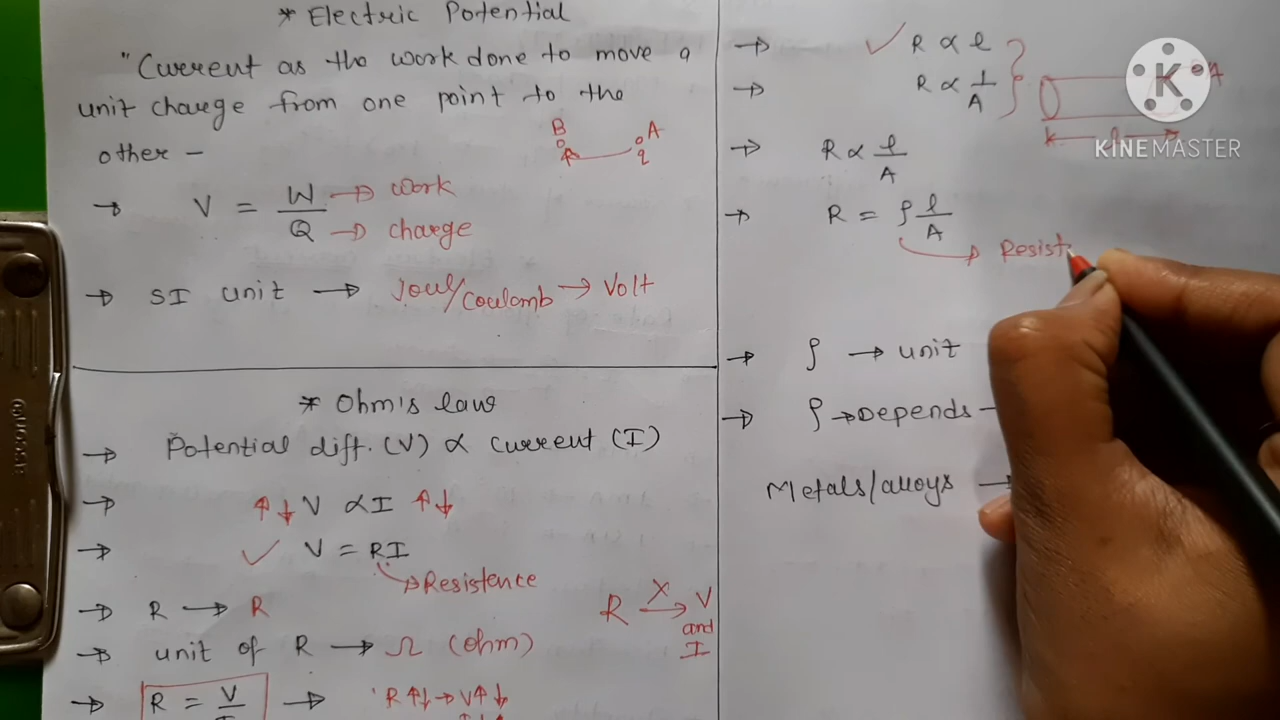 * Electric Potential
"Current as the work done to move a
unit charge from one point to the
other —
B
A
q
→ V = W/Q
→ work
→ charge
→ SI unit → Joul/Coulomb → Volt
* Ohm's law
→ Potential diff. (V) ∝ Current (I)
→ ↑↓ V ∝ I ↑↓
→ ✓ V = RI
→ Resistence
→ R → R
→ unit of R → Ω (ohm)
R X→ V
and
I
→ R = V/I → R↑↓→V↑↓
→ ✓ R ∝ l
→ R ∝ 1/A
A
→ R ∝ l/A
→ R = ρ l/A
→ Resist
→ ρ → unit
→ ρ → Depends —
Metals/alloys →
K
KINEMASTER